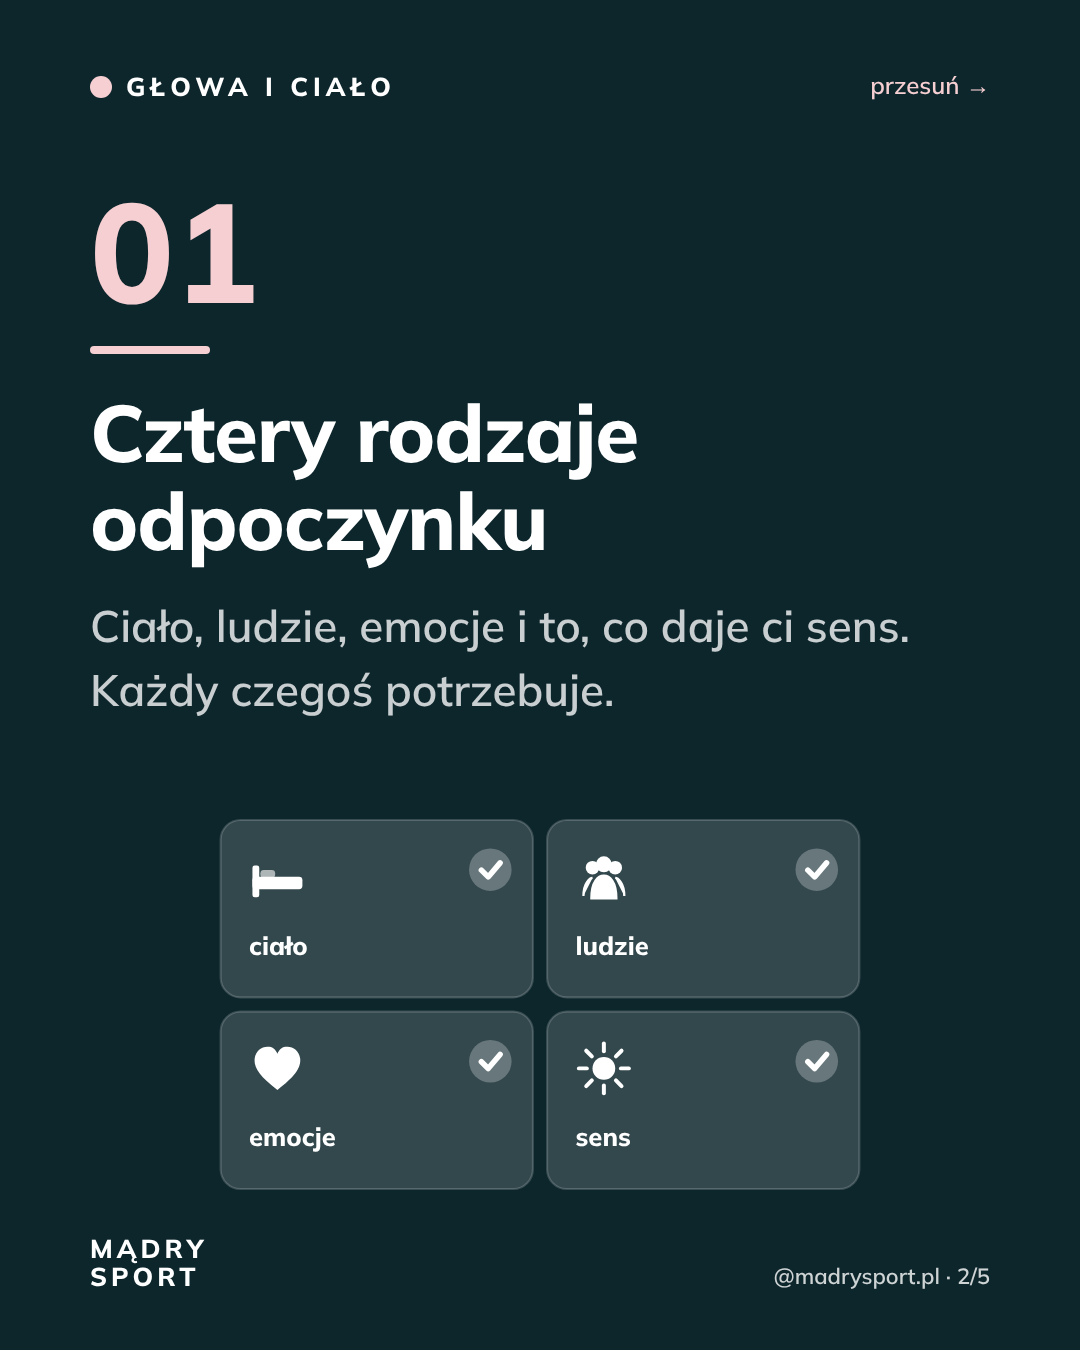 GŁOWA I CIAŁO
przesuń →
01
Cztery rodzaje
odpoczynku
Ciało, ludzie, emocje i to, co daje ci sens.
Każdy czegoś potrzebuje.
ciało
ludzie
emocje
sens
MĄDRY
SPORT
@madrysport.pl · 2/5